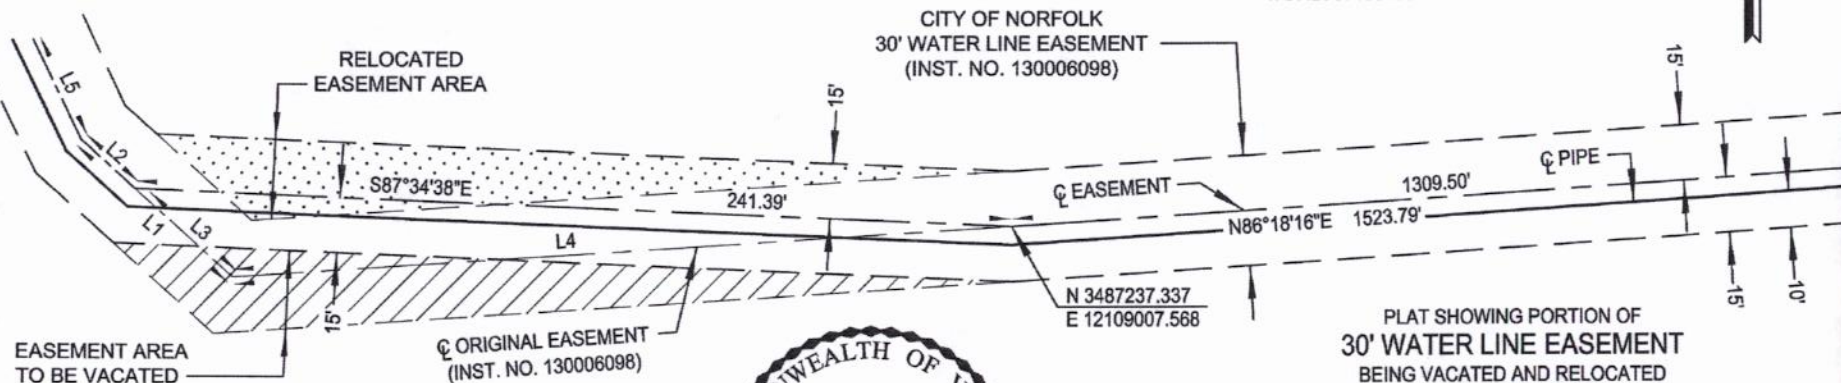 CITY OF NORFOLK
30' WATER LINE EASEMENT
(INST. NO. 130006098)
RELOCATED
EASEMENT AREA
15'
15'
L5
L2
L1
L3
S87°34'38"E
241.39'
L4
℄ EASEMENT
℄ PIPE
1309.50'
N86°18'16"E 1523.79'
N 3487237.337
E 12109007.568
15'
15'
10'
℄ ORIGINAL EASEMENT
(INST. NO. 130006098)
EASEMENT AREA
TO BE VACATED
WEALTH OF
PLAT SHOWING PORTION OF
30' WATER LINE EASEMENT
BEING VACATED AND RELOCATED